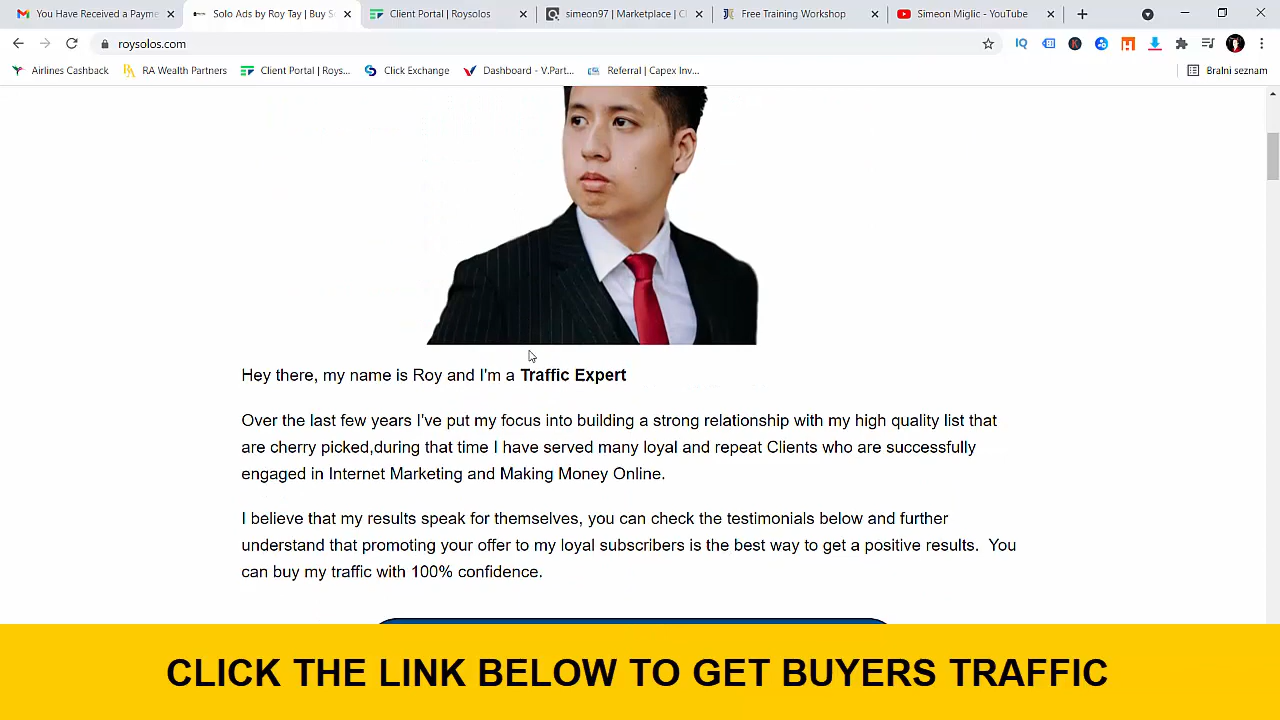 You Have Received a Payme
Solo Ads by Roy Tay | Buy S
Client Portal | Roysolos
simeon97 | Marketplace | Cl
Free Training Workshop
Simeon Miglic - YouTube
roysolos.com
Airlines Cashback
RA Wealth Partners
Client Portal | Roys...
Click Exchange
Dashboard - V.Part...
Referral | Capex Inv...
Bralni seznam
Hey there, my name is Roy and I'm a Traffic Expert
Over the last few years I've put my focus into building a strong relationship with my high quality list that
are cherry picked,during that time I have served many loyal and repeat Clients who are successfully
engaged in Internet Marketing and Making Money Online.
I believe that my results speak for themselves, you can check the testimonials below and further
understand that promoting your offer to my loyal subscribers is the best way to get a positive results.  You
can buy my traffic with 100% confidence.
CLICK THE LINK BELOW TO GET BUYERS TRAFFIC